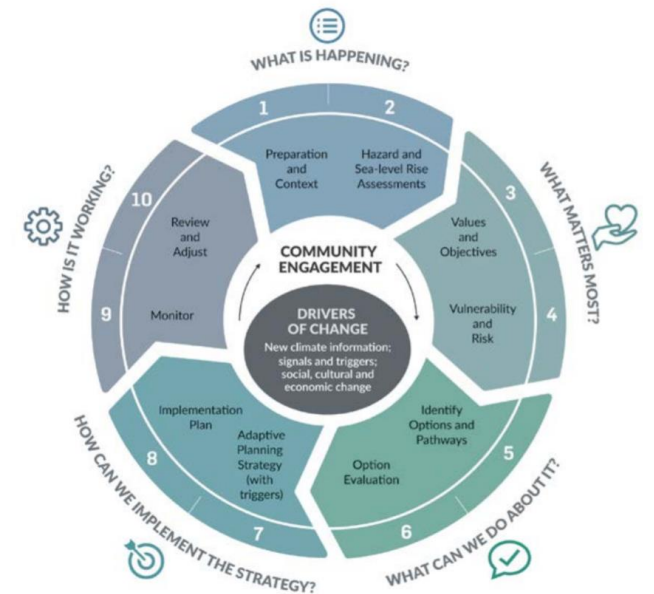 WHAT IS HAPPENING?
1
2
Preparation
and
Context
Hazard and
Sea-level Rise
Assessments
WHAT MATTERS MOST?
3
Values
and
Objectives
4
Vulnerability
and
Risk
WHAT CAN WE DO ABOUT IT?
5
Identify
Options and
Pathways
6
Option
Evaluation
HOW CAN WE IMPLEMENT THE STRATEGY?
7
Adaptive
Planning
Strategy
(with
triggers)
8
Implementation
Plan
HOW IS IT WORKING?
9
Monitor
10
Review
and
Adjust
COMMUNITY
ENGAGEMENT
DRIVERS
OF CHANGE
New climate information;
signals and triggers;
social, cultural and
economic change